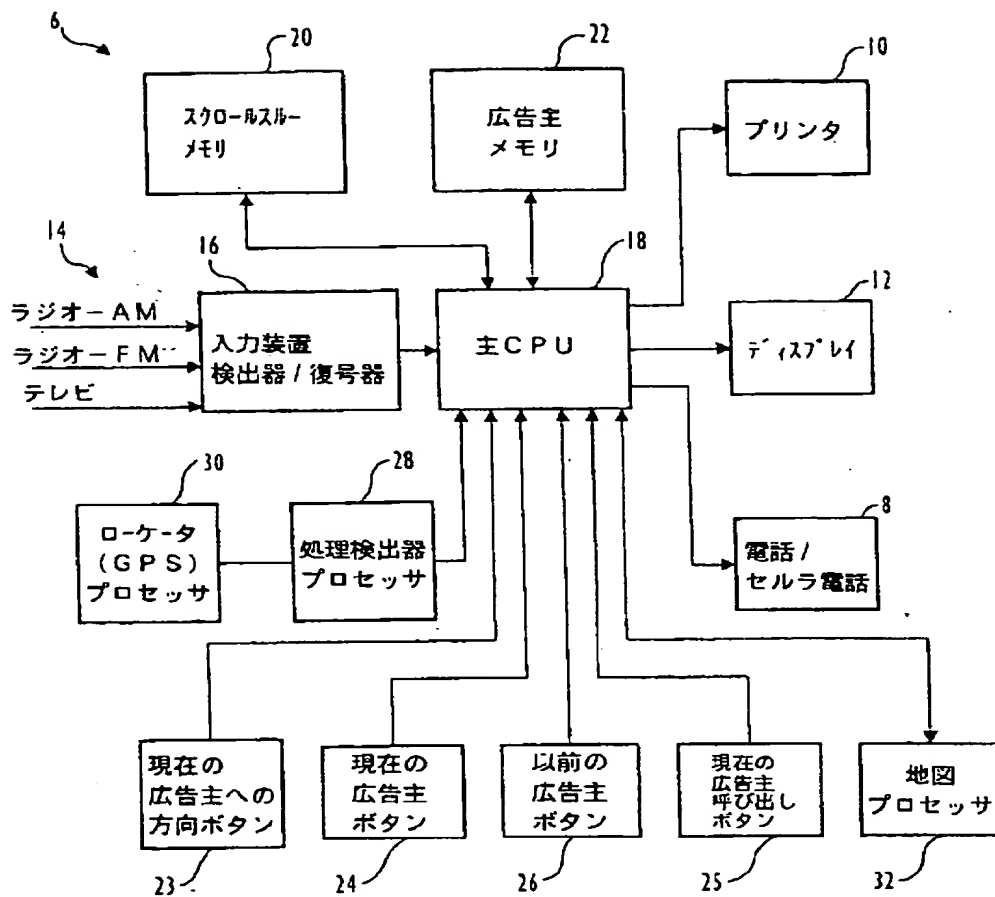 6
20
22
10
スクロールスルー
メモリ
広告主
メモリ
プリンタ
14
16
18
12
ラジオーAM
ラジオーFM
テレビ
入力装置
検出器/復号器
主CPU
ディスプレイ
30
28
8
ロケータ
(GPS)
プロセッサ
処理検出器
プロセッサ
電話/
セルラ電話
現在の
広告主への
方向ボタン
現在の
広告主
ボタン
以前の
広告主
ボタン
現在の
広告主
呼び出し
ボタン
地図
プロセッサ
23
24
26
25
32